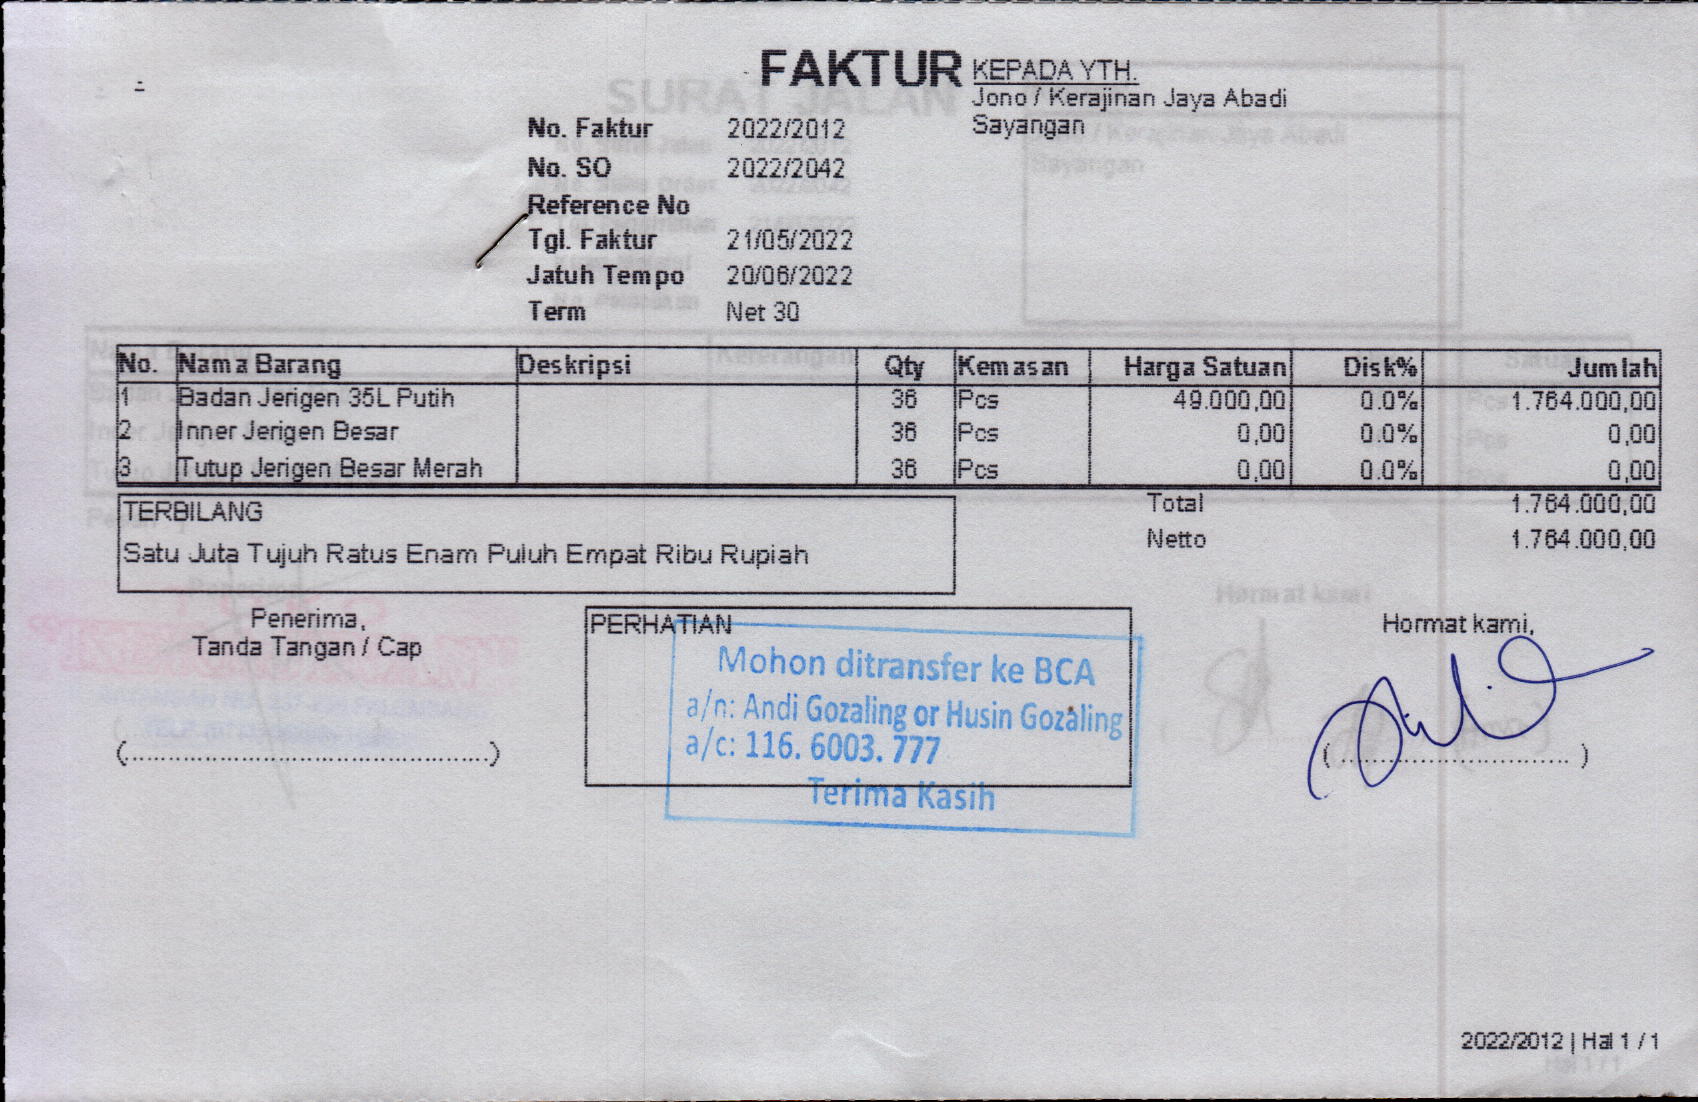 FAKTUR
KEPADA YTH.
Jono / Kerajinan Jaya Abadi
Sayangan
No. Faktur 2022/2012
No. SO 2022/2042
Reference No
Tgl. Faktur 21/05/2022
Jatuh Tempo 20/06/2022
Term Net 30
No. Nama Barang Deskripsi Qty Kemasan Harga Satuan Disk% Jumlah
1 Badan Jerigen 35L Putih 36 Pcs 49.000,00 0.0% 1.764.000,00
2 Inner Jerigen Besar 36 Pcs 0,00 0.0% 0,00
3 Tutup Jerigen Besar Merah 36 Pcs 0,00 0.0% 0,00
TERBILANG
Satu Juta Tujuh Ratus Enam Puluh Empat Ribu Rupiah
Total 1.764.000,00
Netto 1.764.000,00
Penerima,
Tanda Tangan / Cap
(................................................)
PERHATIAN
Mohon ditransfer ke BCA
a/n: Andi Gozaling or Husin Gozaling
a/c: 116. 6003. 777
Terima Kasih
Hormat kami,
(..............................)
2022/2012 | Hal 1 / 1
SURAT JALAN